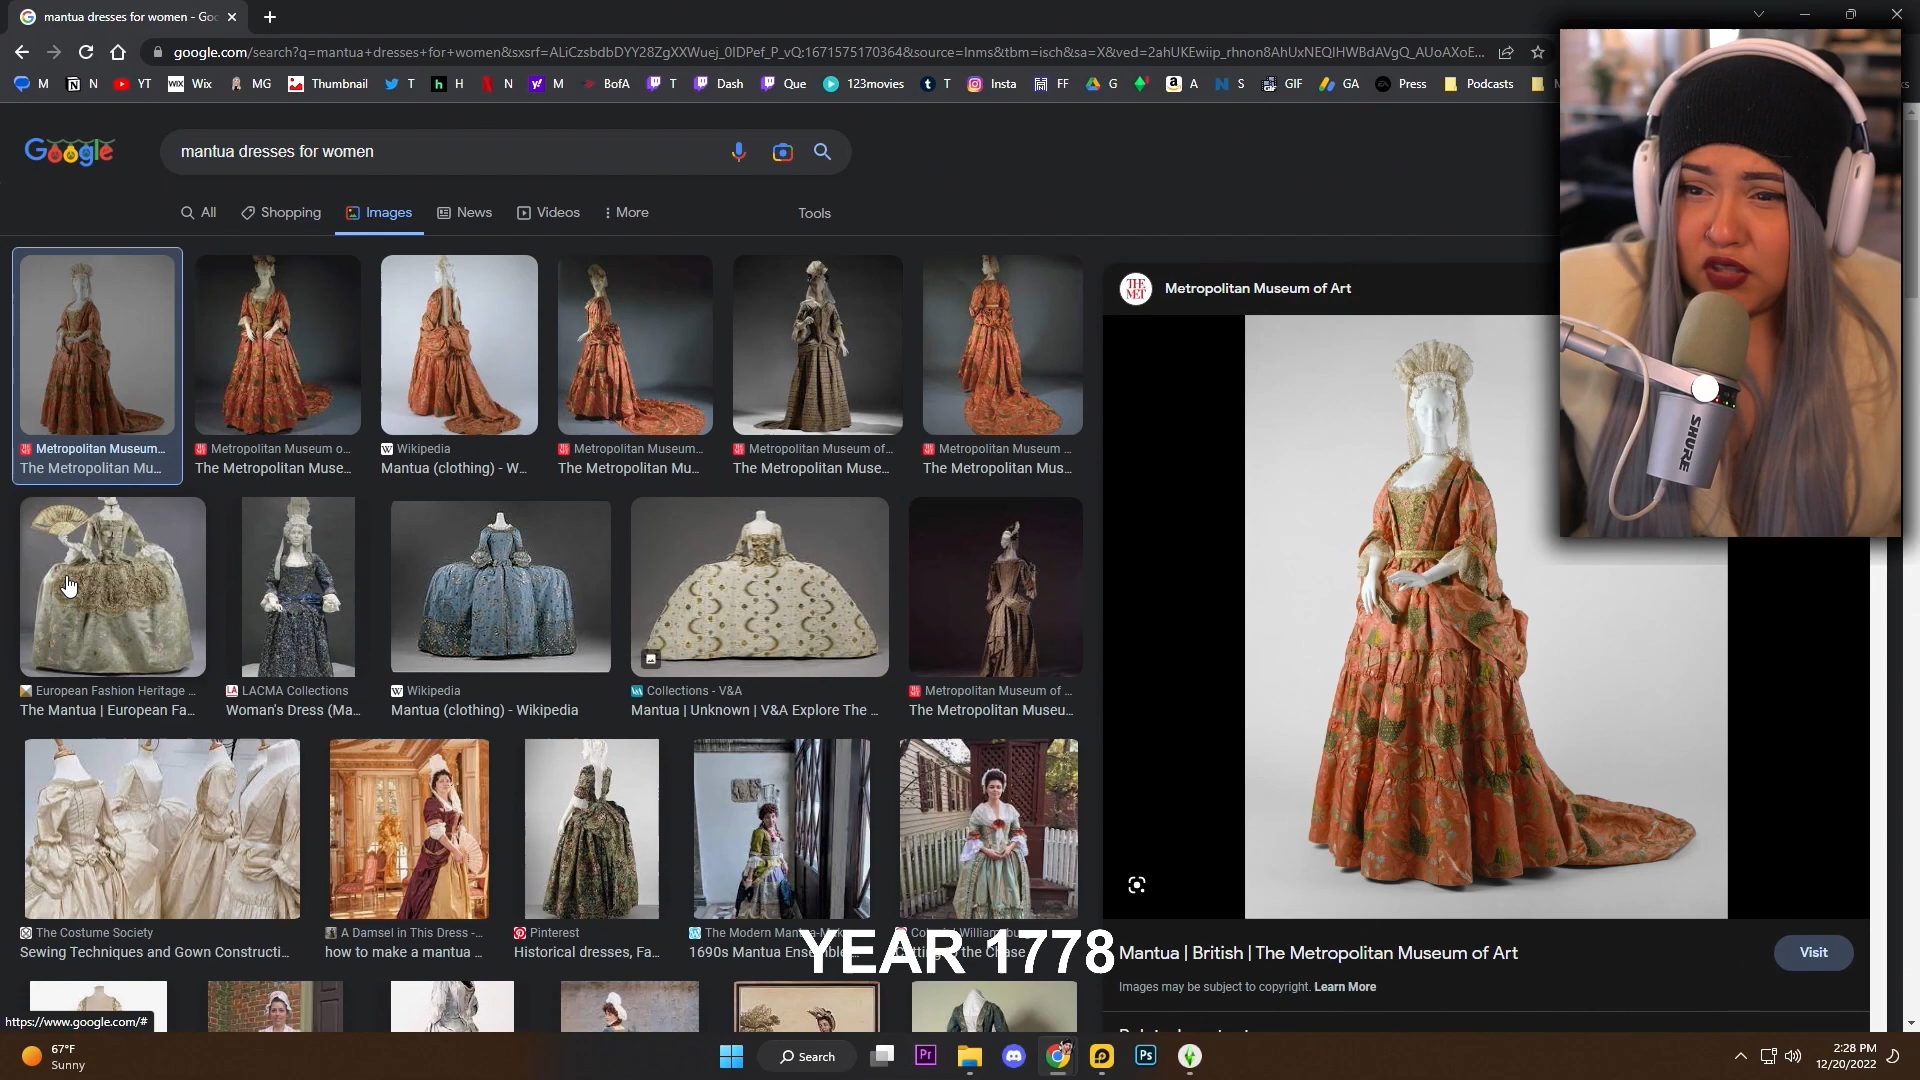 mantua dresses for women - Goo
google.com/search?q=mantua+dresses+for+women&sxsrf=ALiCzsbdbDYY28ZgXXWuej_0IDPef_P_vQ:1671575170364&source=lnms&tbm=isch&sa=X&ved=2ahUKEwiip_rhnon8AhUxNEQIHWBdAVgQ_AUoAXoE...
M N YT Wix MG Thumbnail T H N M BofA T Dash Que 123movies T Insta FF G A N S GIF GA Press Podcasts
Google mantua dresses for women
All Shopping Images News Videos More Tools
THE MET Metropolitan Museum of Art
SHURE
Metropolitan Museum... Metropolitan Museum o... Wikipedia Metropolitan Museum... Metropolitan Museum of... Metropolitan Museum ...
The Metropolitan Mu... The Metropolitan Muse... Mantua (clothing) - W... The Metropolitan Mu... The Metropolitan Muse... The Metropolitan Mus...
European Fashion Heritage ... LACMA Collections Wikipedia Collections - V&A Metropolitan Museum of ...
The Mantua | European Fa... Woman's Dress (Ma... Mantua (clothing) - Wikipedia Mantua | Unknown | V&A Explore The ... The Metropolitan Museu...
The Costume Society A Damsel in This Dress -... Pinterest The Modern
Sewing Techniques and Gown Constructi... how to make a mantua ... Historical dresses, Fa... 1690s Mantua the Chase
YEAR 1778
Mantua | British | The Metropolitan Museum of Art Visit
Images may be subject to copyright. Learn More
https://www.google.com/#
67°F
Sunny
Search
2:28 PM
12/20/2022